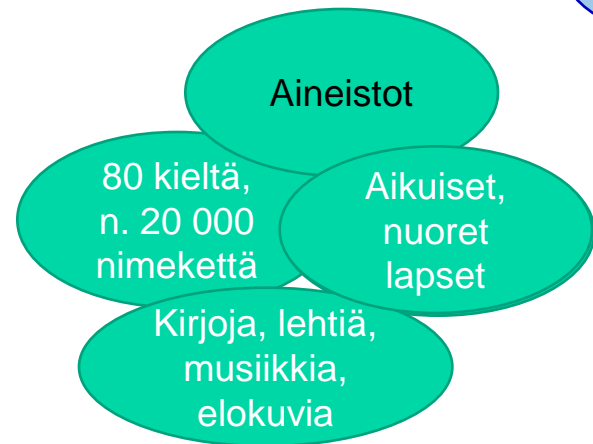 Aineistot
80 kieltä,
n. 20 000
nimekettä
Aikuiset,
nuoret
lapset
Kirjoja, lehtiä,
musiikkia,
elokuvia